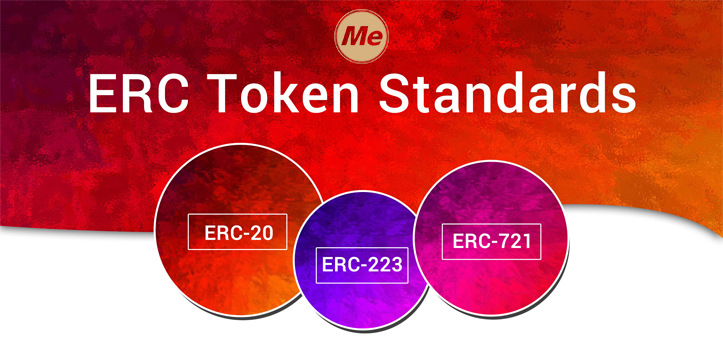 Me
ERC Token Standards
ERC-20
ERC-223
ERC-721